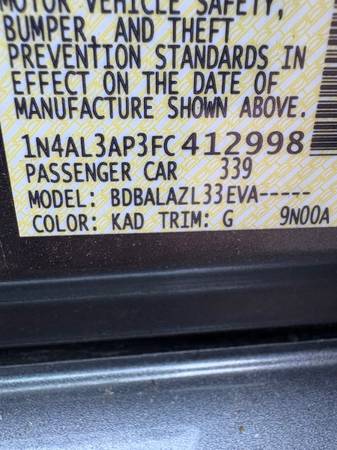 MOTOR VEHICLE SAFETY,
BUMPER, AND THEFT
PREVENTION STANDARDS IN
EFFECT ON THE DATE OF
MANUFACTURE SHOWN ABOVE.
1N4AL3AP3FC412998
PASSENGER CAR 339
MODEL: BDBALAZL33EVA-----
COLOR: KAD TRIM: G 9N00A